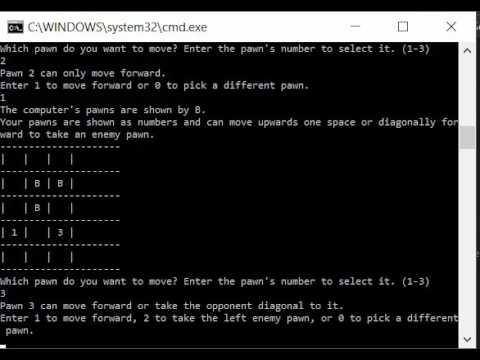 C:\WINDOWS\system32\cmd.exe
Which pawn do you want to move? Enter the pawn's number to select it. (1-3)
2
Pawn 2 can only move forward.
Enter 1 to move forward or 0 to pick a different pawn.
1
The computer's pawns are shown by B.
Your pawns are shown as numbers and can move upwards one space or diagonally for
ward to take an enemy pawn.
---------------------
|   |   |   |
---------------------
|   | B | B |
---------------------
|   | B |   |
---------------------
| 1 |   | 3 |
---------------------
---------------------
Which pawn do you want to move? Enter the pawn's number to select it. (1-3)
3
Pawn 3 can move forward or take the opponent diagonal to it.
Enter 1 to move forward, 2 to take the left enemy pawn, or 0 to pick a different
 pawn.